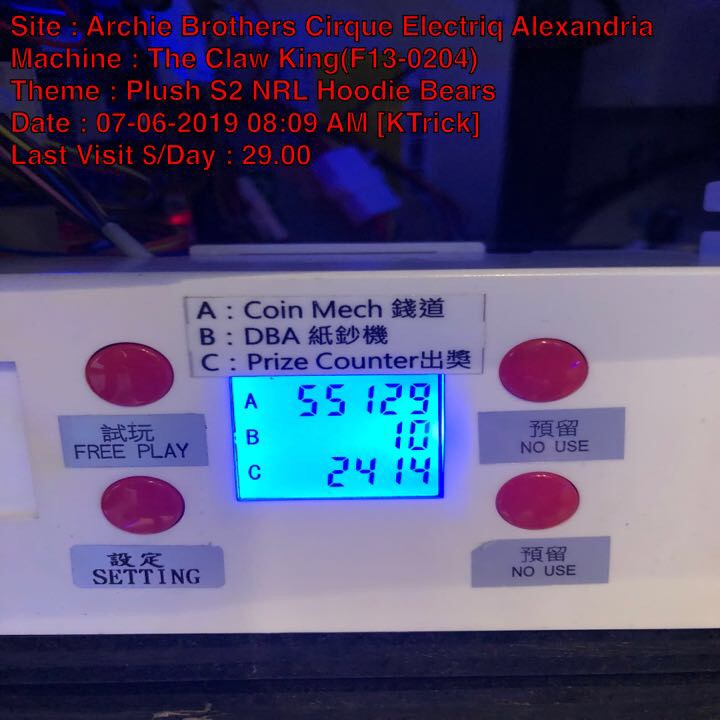 Site : Archie Brothers Cirque Electriq Alexandria
Machine : The Claw King(F13-0204)
Theme : Plush S2 NRL Hoodie Bears
Date : 07-06-2019 08:09 AM [KTrick]
Last Visit S/Day : 29.00
A : Coin Mech 錢道
B : DBA 紙鈔機
C : Prize Counter出獎
A 55129
B 10
C 2414
試玩
FREE PLAY
預留
NO USE
設定
SETTING
預留
NO USE